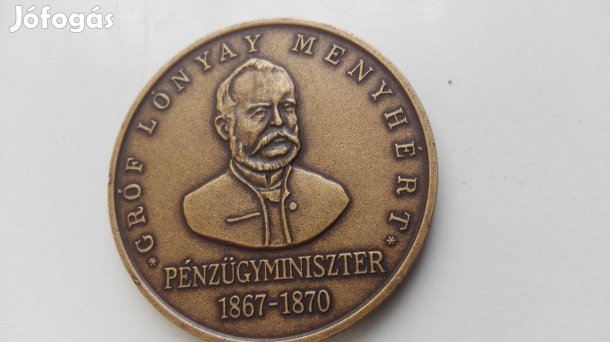 Jófogás
*GRÓF LÓNYAY MENYHÉRT*
PÉNZÜGYMINISZTER
1867-1870